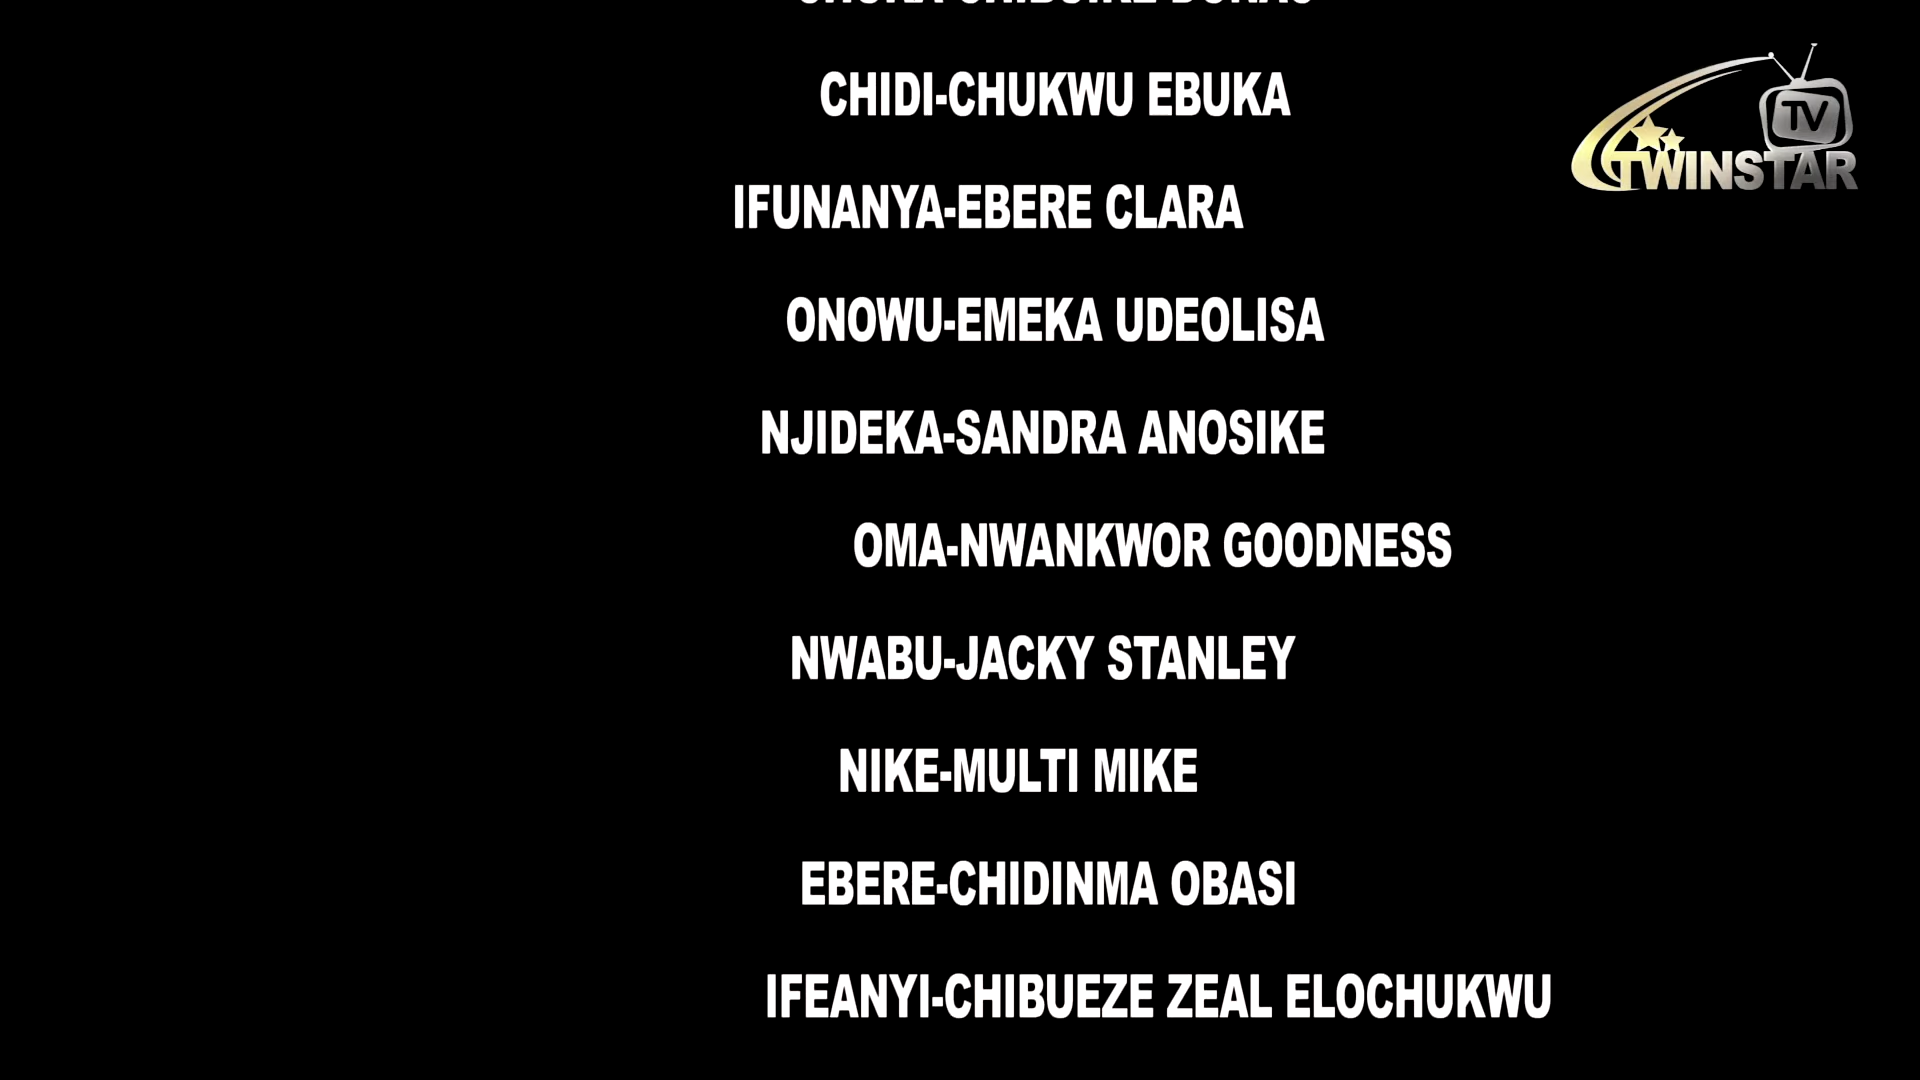 CHIDI-CHUKWU EBUKA
IFUNANYA-EBERE CLARA
ONOWU-EMEKA UDEOLISA
NJIDEKA-SANDRA ANOSIKE
OMA-NWANKWOR GOODNESS
NWABU-JACKY STANLEY
NIKE-MULTI MIKE
EBERE-CHIDINMA OBASI
IFEANYI-CHIBUEZE ZEAL ELOCHUKWU
TV
TWINSTAR